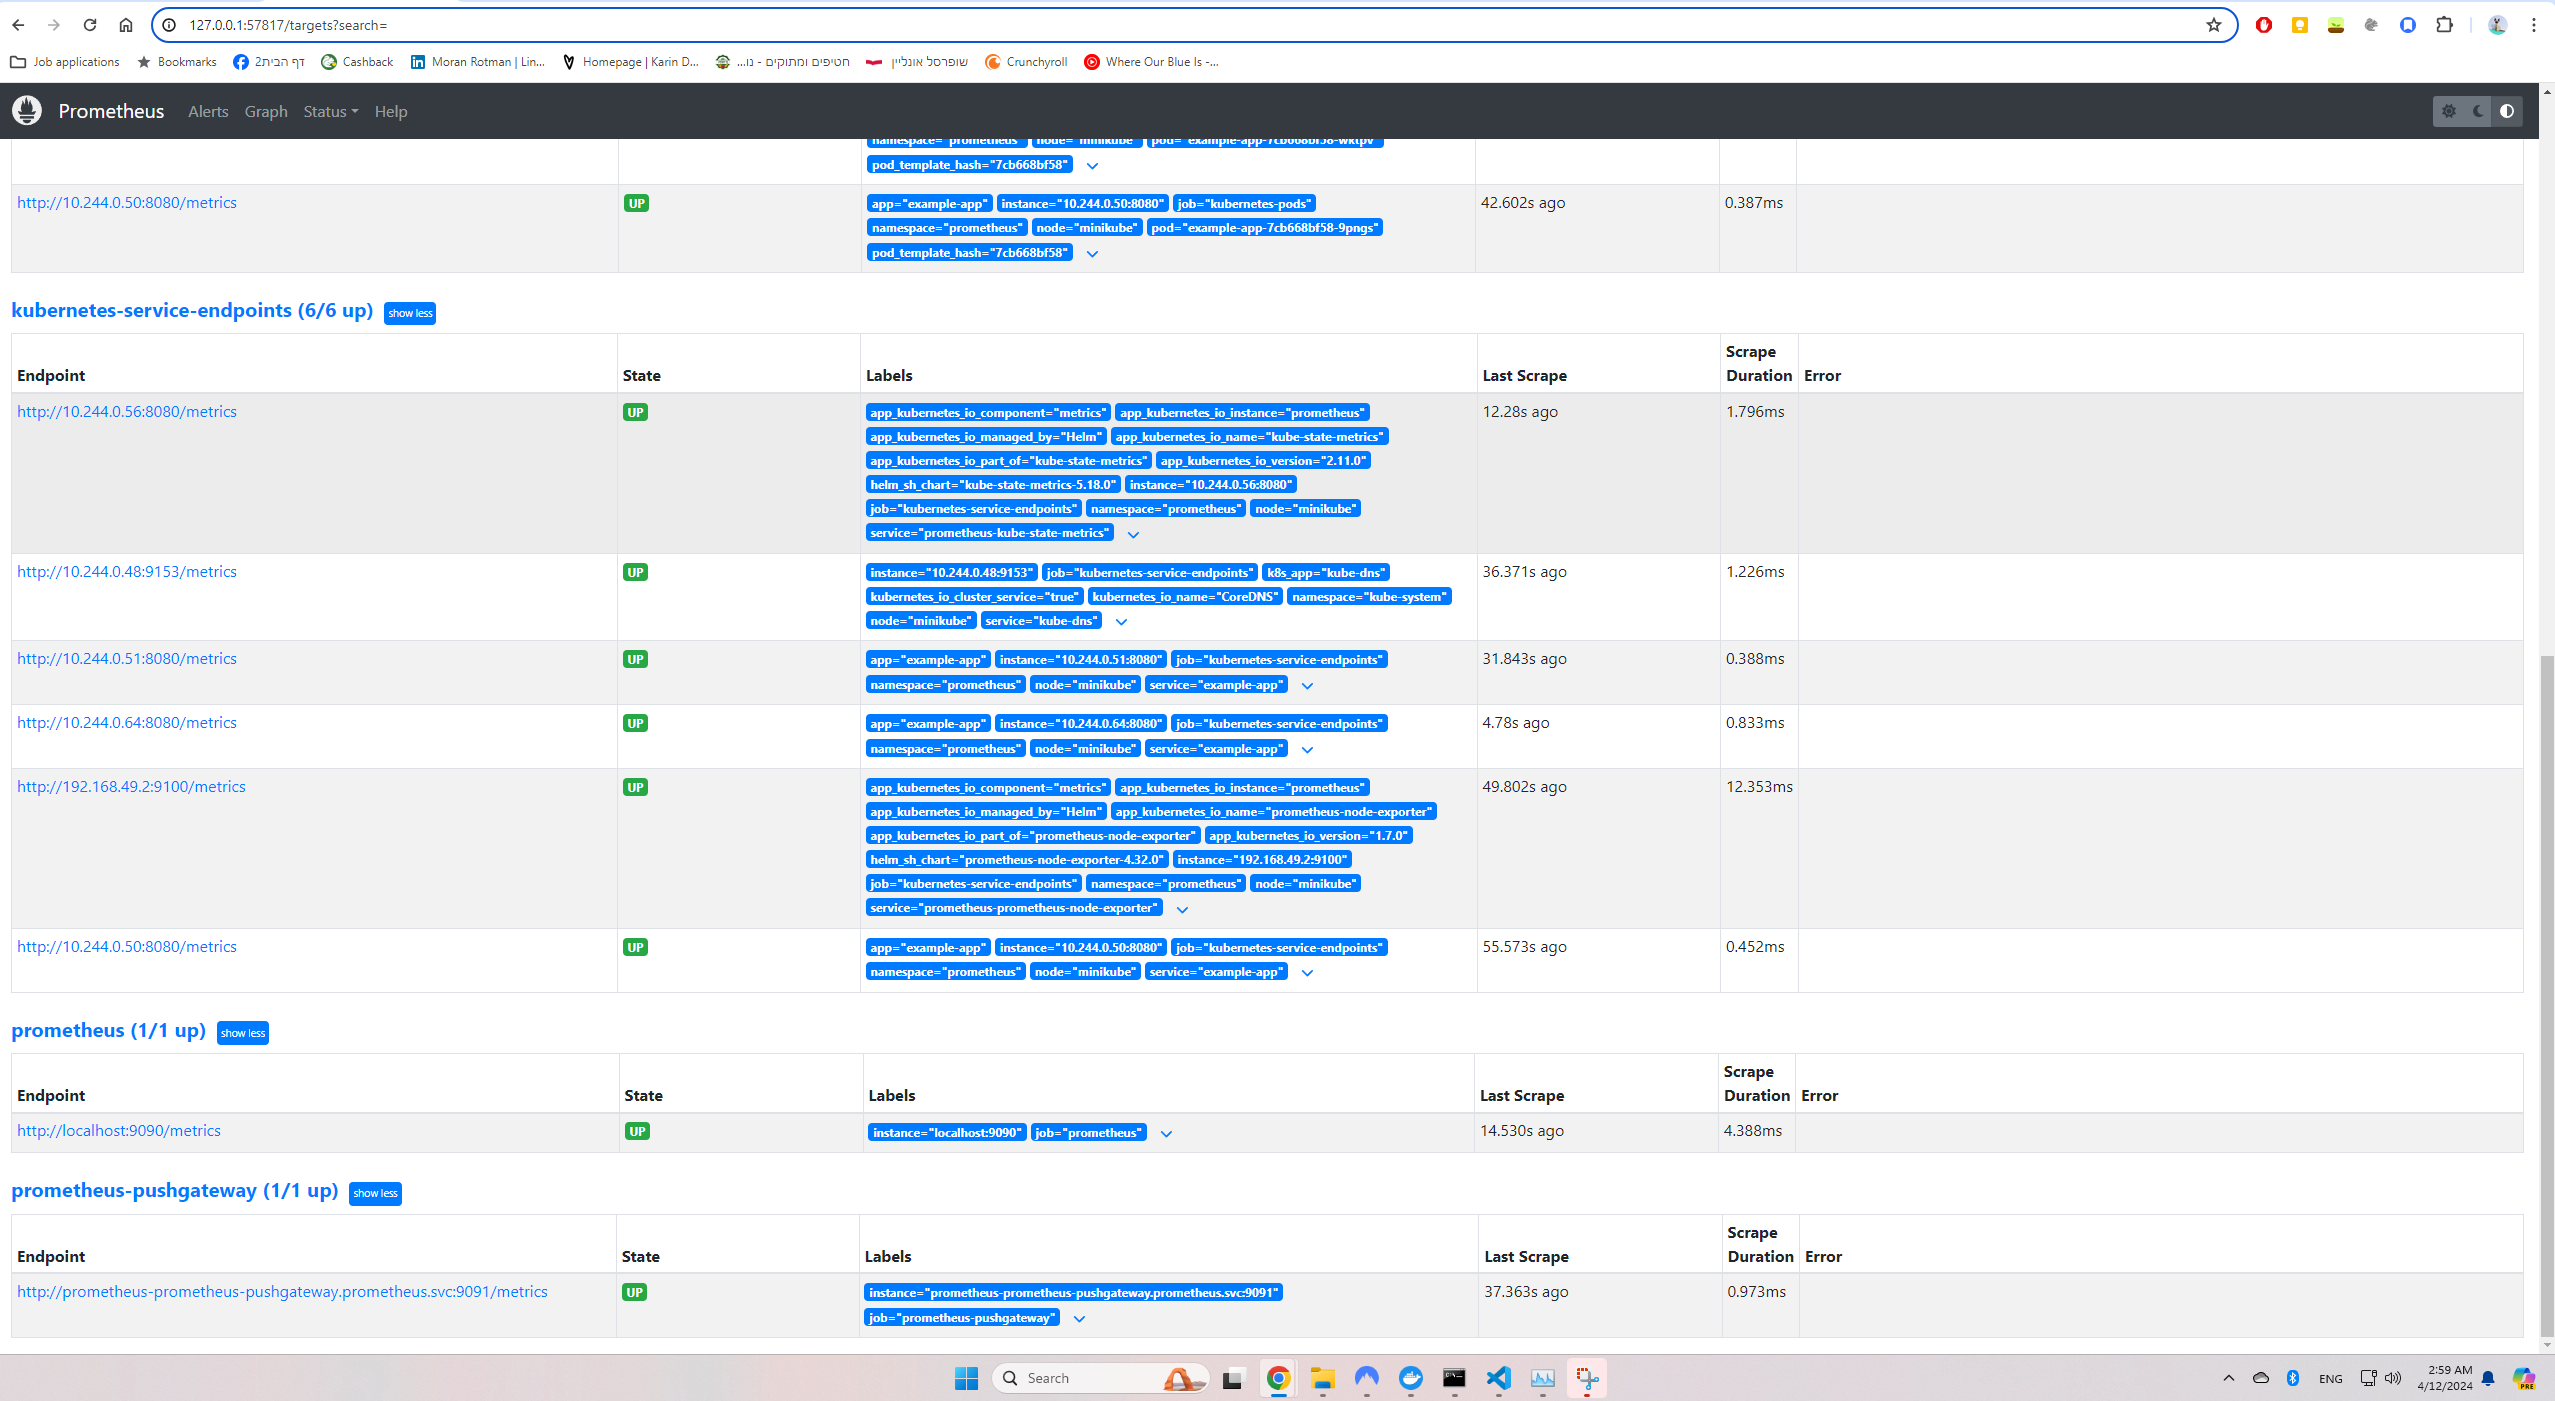 127.0.0.1:57817/targets?search=
Job applications Bookmarks דף הבית2 Cashback Moran Rotman | Lin... Homepage | Karin D... חטיפים ומתוקים - נו... שופרסל אונליין Crunchyroll Where Our Blue Is -...
Prometheus Alerts Graph Status Help
namespace="prometheus" node="minikube" pod="example-app-7cb668bf58-wktpv"
pod_template_hash="7cb668bf58"
http://10.244.0.50:8080/metrics UP app="example-app" instance="10.244.0.50:8080" job="kubernetes-pods" 42.602s ago 0.387ms
namespace="prometheus" node="minikube" pod="example-app-7cb668bf58-9pngs"
pod_template_hash="7cb668bf58"
kubernetes-service-endpoints (6/6 up) show less
Scrape
Endpoint State Labels Last Scrape Duration Error
http://10.244.0.56:8080/metrics UP app_kubernetes_io_component="metrics" app_kubernetes_io_instance="prometheus" 12.28s ago 1.796ms
app_kubernetes_io_managed_by="Helm" app_kubernetes_io_name="kube-state-metrics"
app_kubernetes_io_part_of="kube-state-metrics" app_kubernetes_io_version="2.11.0"
helm_sh_chart="kube-state-metrics-5.18.0" instance="10.244.0.56:8080"
job="kubernetes-service-endpoints" namespace="prometheus" node="minikube"
service="prometheus-kube-state-metrics"
http://10.244.0.48:9153/metrics UP instance="10.244.0.48:9153" job="kubernetes-service-endpoints" k8s_app="kube-dns" 36.371s ago 1.226ms
kubernetes_io_cluster_service="true" kubernetes_io_name="CoreDNS" namespace="kube-system"
node="minikube" service="kube-dns"
http://10.244.0.51:8080/metrics UP app="example-app" instance="10.244.0.51:8080" job="kubernetes-service-endpoints" 31.843s ago 0.388ms
namespace="prometheus" node="minikube" service="example-app"
http://10.244.0.64:8080/metrics UP app="example-app" instance="10.244.0.64:8080" job="kubernetes-service-endpoints" 4.78s ago 0.833ms
namespace="prometheus" node="minikube" service="example-app"
http://192.168.49.2:9100/metrics UP app_kubernetes_io_component="metrics" app_kubernetes_io_instance="prometheus" 49.802s ago 12.353ms
app_kubernetes_io_managed_by="Helm" app_kubernetes_io_name="prometheus-node-exporter"
app_kubernetes_io_part_of="prometheus-node-exporter" app_kubernetes_io_version="1.7.0"
helm_sh_chart="prometheus-node-exporter-4.32.0" instance="192.168.49.2:9100"
job="kubernetes-service-endpoints" namespace="prometheus" node="minikube"
service="prometheus-prometheus-node-exporter"
http://10.244.0.50:8080/metrics UP app="example-app" instance="10.244.0.50:8080" job="kubernetes-service-endpoints" 55.573s ago 0.452ms
namespace="prometheus" node="minikube" service="example-app"
prometheus (1/1 up) show less
Scrape
Endpoint State Labels Last Scrape Duration Error
http://localhost:9090/metrics UP instance="localhost:9090" job="prometheus" 14.530s ago 4.388ms
prometheus-pushgateway (1/1 up) show less
Scrape
Endpoint State Labels Last Scrape Duration Error
http://prometheus-prometheus-pushgateway.prometheus.svc:9091/metrics UP instance="prometheus-prometheus-pushgateway.prometheus.svc:9091" 37.363s ago 0.973ms
job="prometheus-pushgateway"
Search ENG 2:59 AM
4/12/2024 PRE